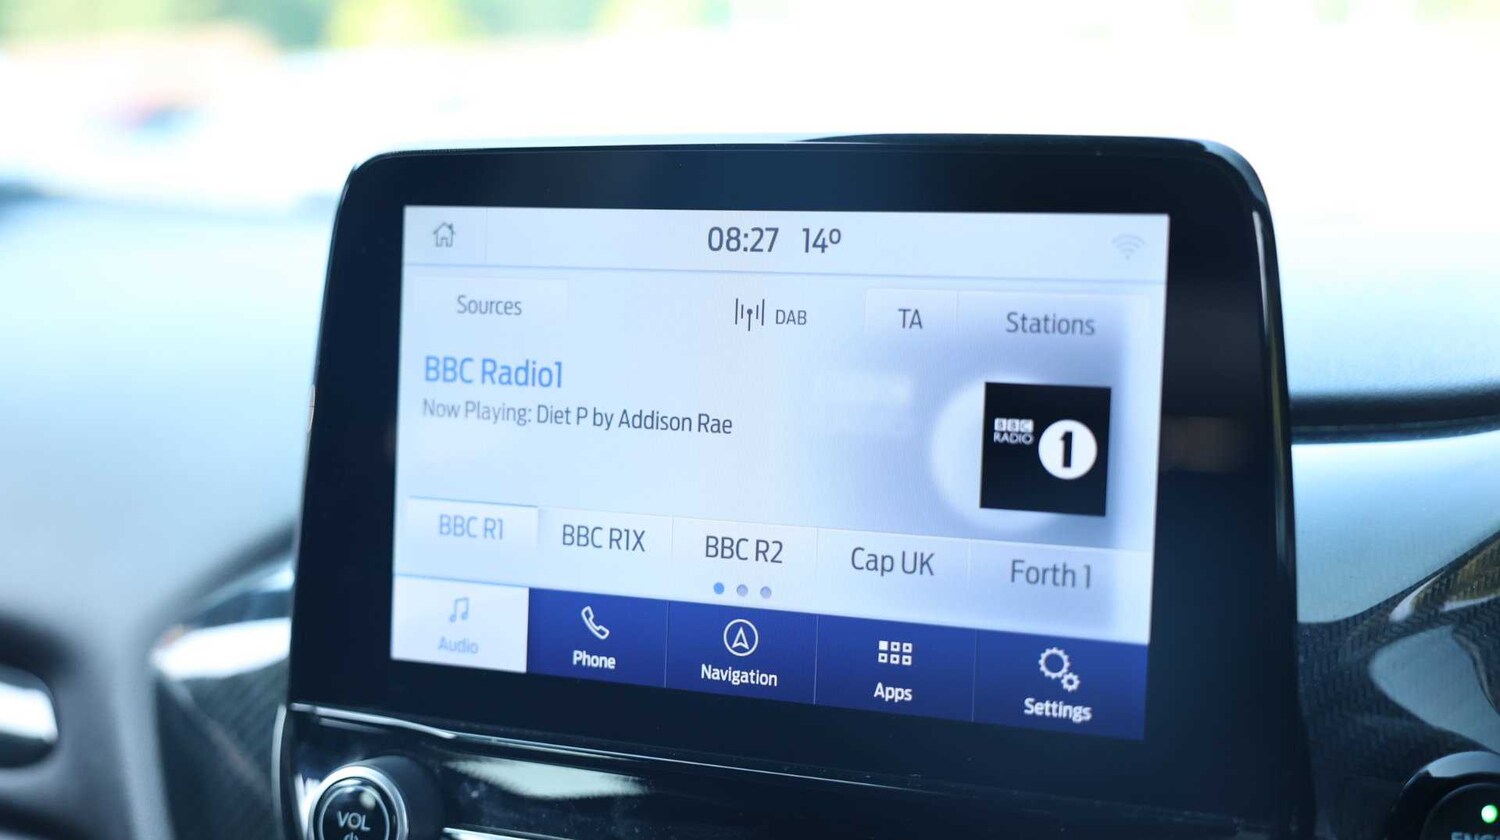 08:27 14º
Sources
DAB
TA
Stations
BBC Radio1
Now Playing: Diet P by Addison Rae
BBC
RADIO
1
BBC R1
BBC R1X
BBC R2
Cap UK
Forth 1
Audio
Phone
Navigation
Apps
Settings
VOL